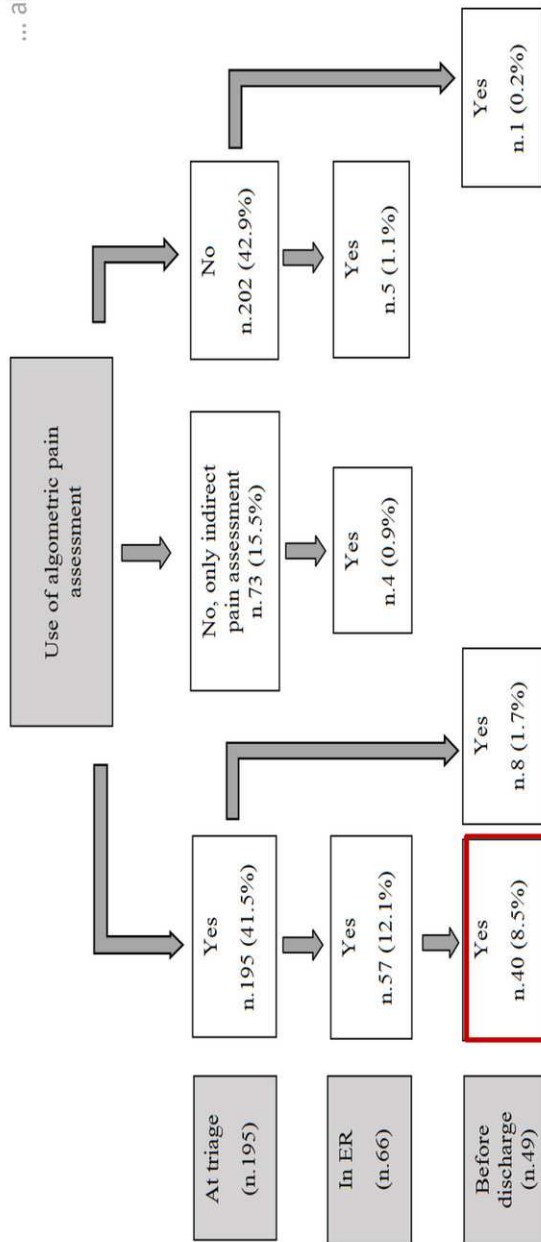 ... a
Use of algometric pain
assessment
At triage
(n.195)
Yes
n.195 (41.5%)
No, only indirect
pain assessment
n.73 (15.5%)
No
n.202 (42.9%)
In ER
(n.66)
Yes
n.57 (12.1%)
Yes
n.4 (0.9%)
Yes
n.5 (1.1%)
Before
discharge
(n.49)
Yes
n.40 (8.5%)
Yes
n.8 (1.7%)
Yes
n.1 (0.2%)